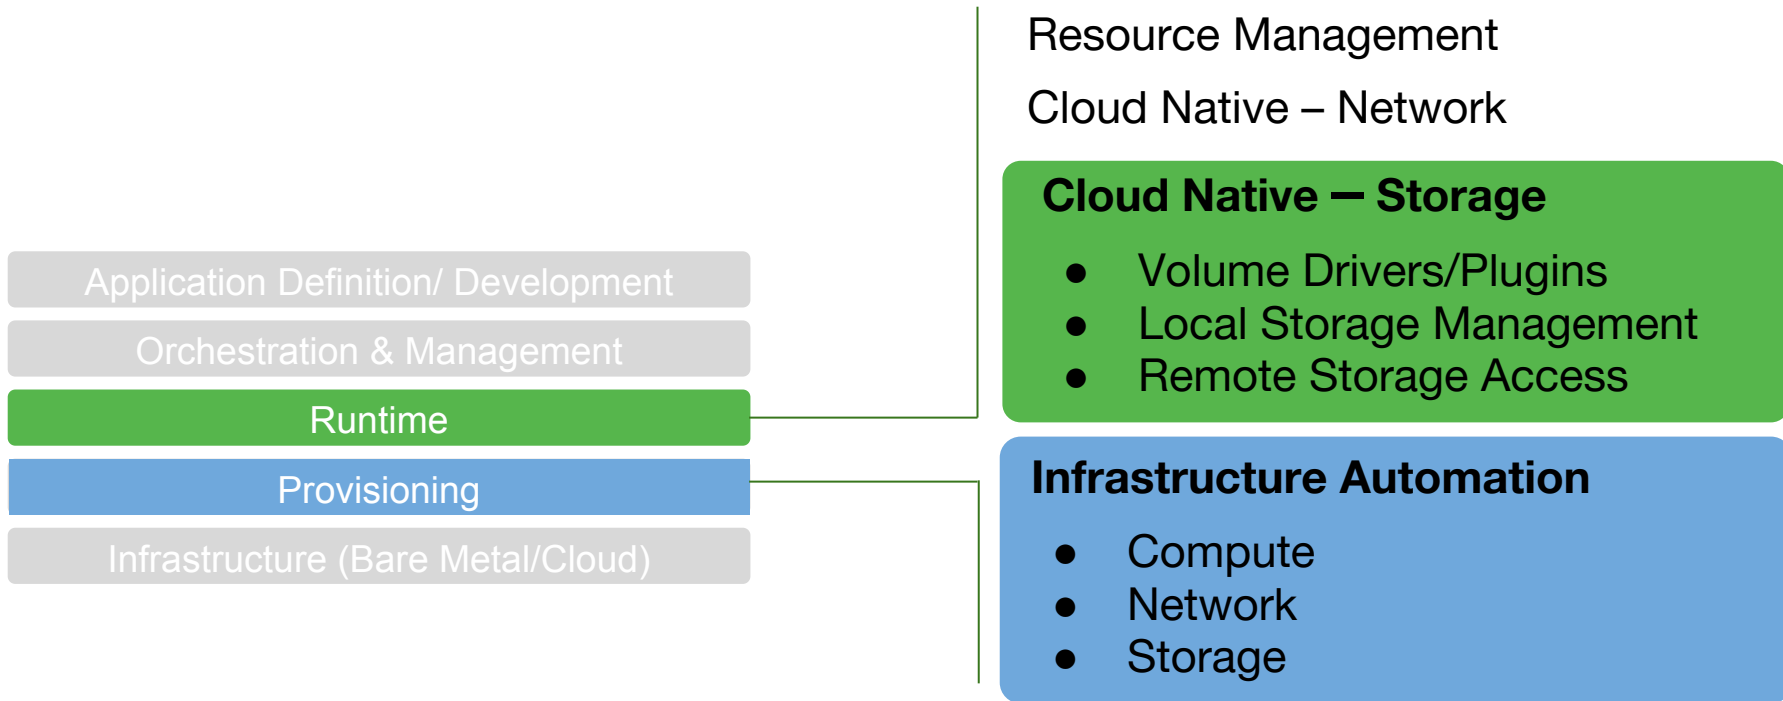 Application Definition/ Development
Orchestration & Management
Runtime
Provisioning
Infrastructure (Bare Metal/Cloud)
Resource Management
Cloud Native – Network
Cloud Native — Storage
● Volume Drivers/Plugins
● Local Storage Management
● Remote Storage Access
Infrastructure Automation
● Compute
● Network
● Storage